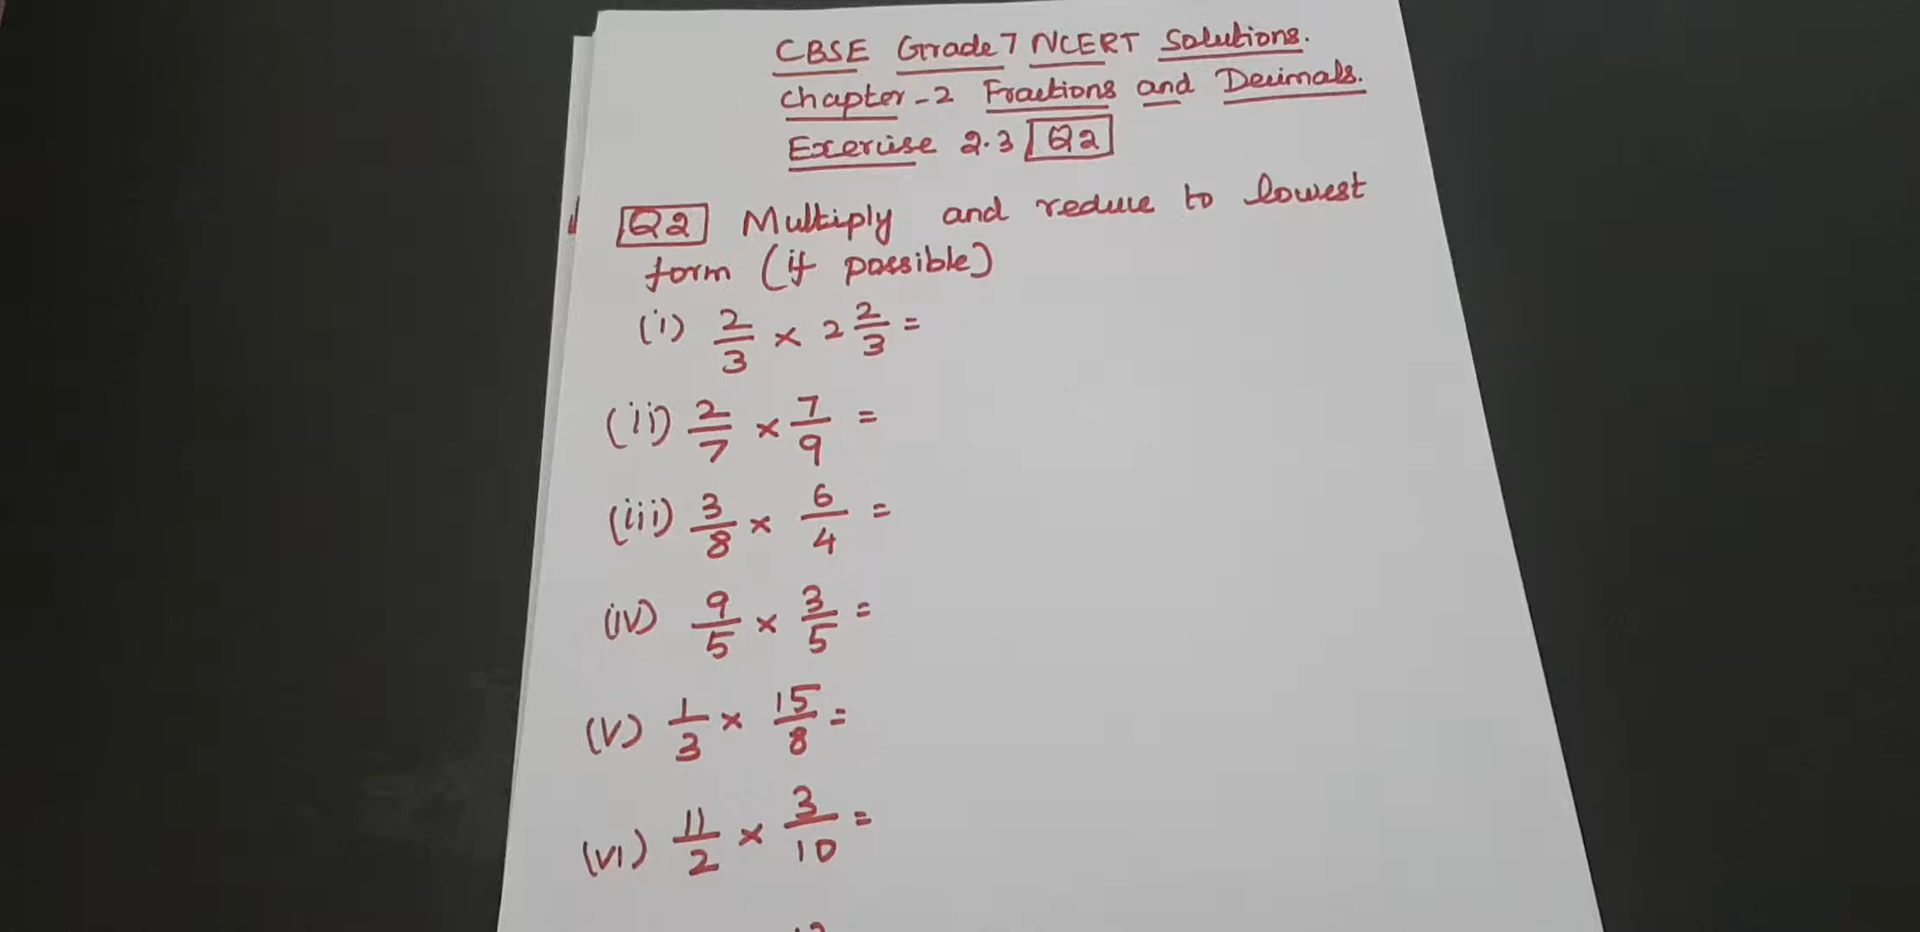 CBSE Grade 7 NCERT Solutions.
Chapter-2 Fractions and Decimals.
Exercise 2.3 Q2
Q2 Multiply and reduce to lowest
form (if possible)
(i) 2/3 × 2 2/3 =
(ii) 2/7 × 7/9 =
(iii) 3/8 × 6/4 =
(iv) 9/5 × 3/5 =
(v) 1/3 × 15/8 =
(vi) 11/2 × 3/10 =